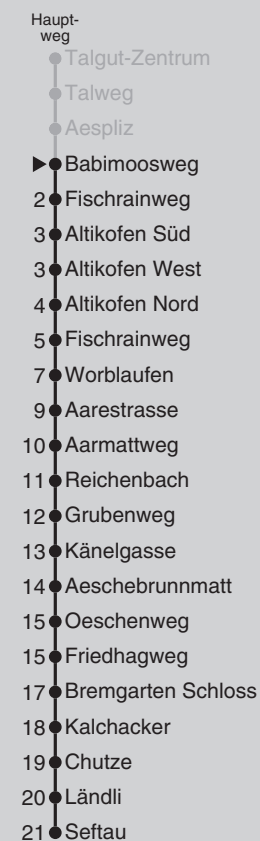 Haupt-
weg
Talgut-Zentrum
Talweg
Aespliz
Babimoosweg
2 Fischrainweg
3 Altikofen Süd
3 Altikofen West
4 Altikofen Nord
5 Fischrainweg
7 Worblaufen
9 Aarestrasse
10 Aarmattweg
11 Reichenbach
12 Grubenweg
13 Känelgasse
14 Aeschebrunnmatt
15 Oeschenweg
15 Friedhagweg
17 Bremgarten Schloss
18 Kalchacker
19 Chutze
20 Ländli
21 Seftau